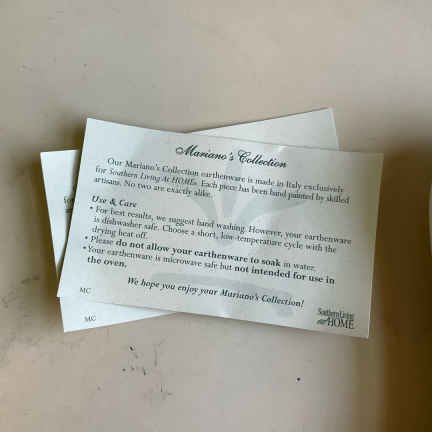 Mariano's Collection
Our Mariano's Collection earthenware is made in Italy exclusively
for Southern Living At HOME®. Each piece has been hand painted by skilled
artisans. No two are exactly alike.
Use & Care
• For best results, we suggest hand washing. However, your earthenware
is dishwasher safe. Choose a short, low-temperature cycle with the
drying heat off.
• Please do not allow your earthenware to soak in water.
• Your earthenware is microwave safe but not intended for use in
the oven.
We hope you enjoy your Mariano's Collection!
MC
Southern Living
At HOME
MC